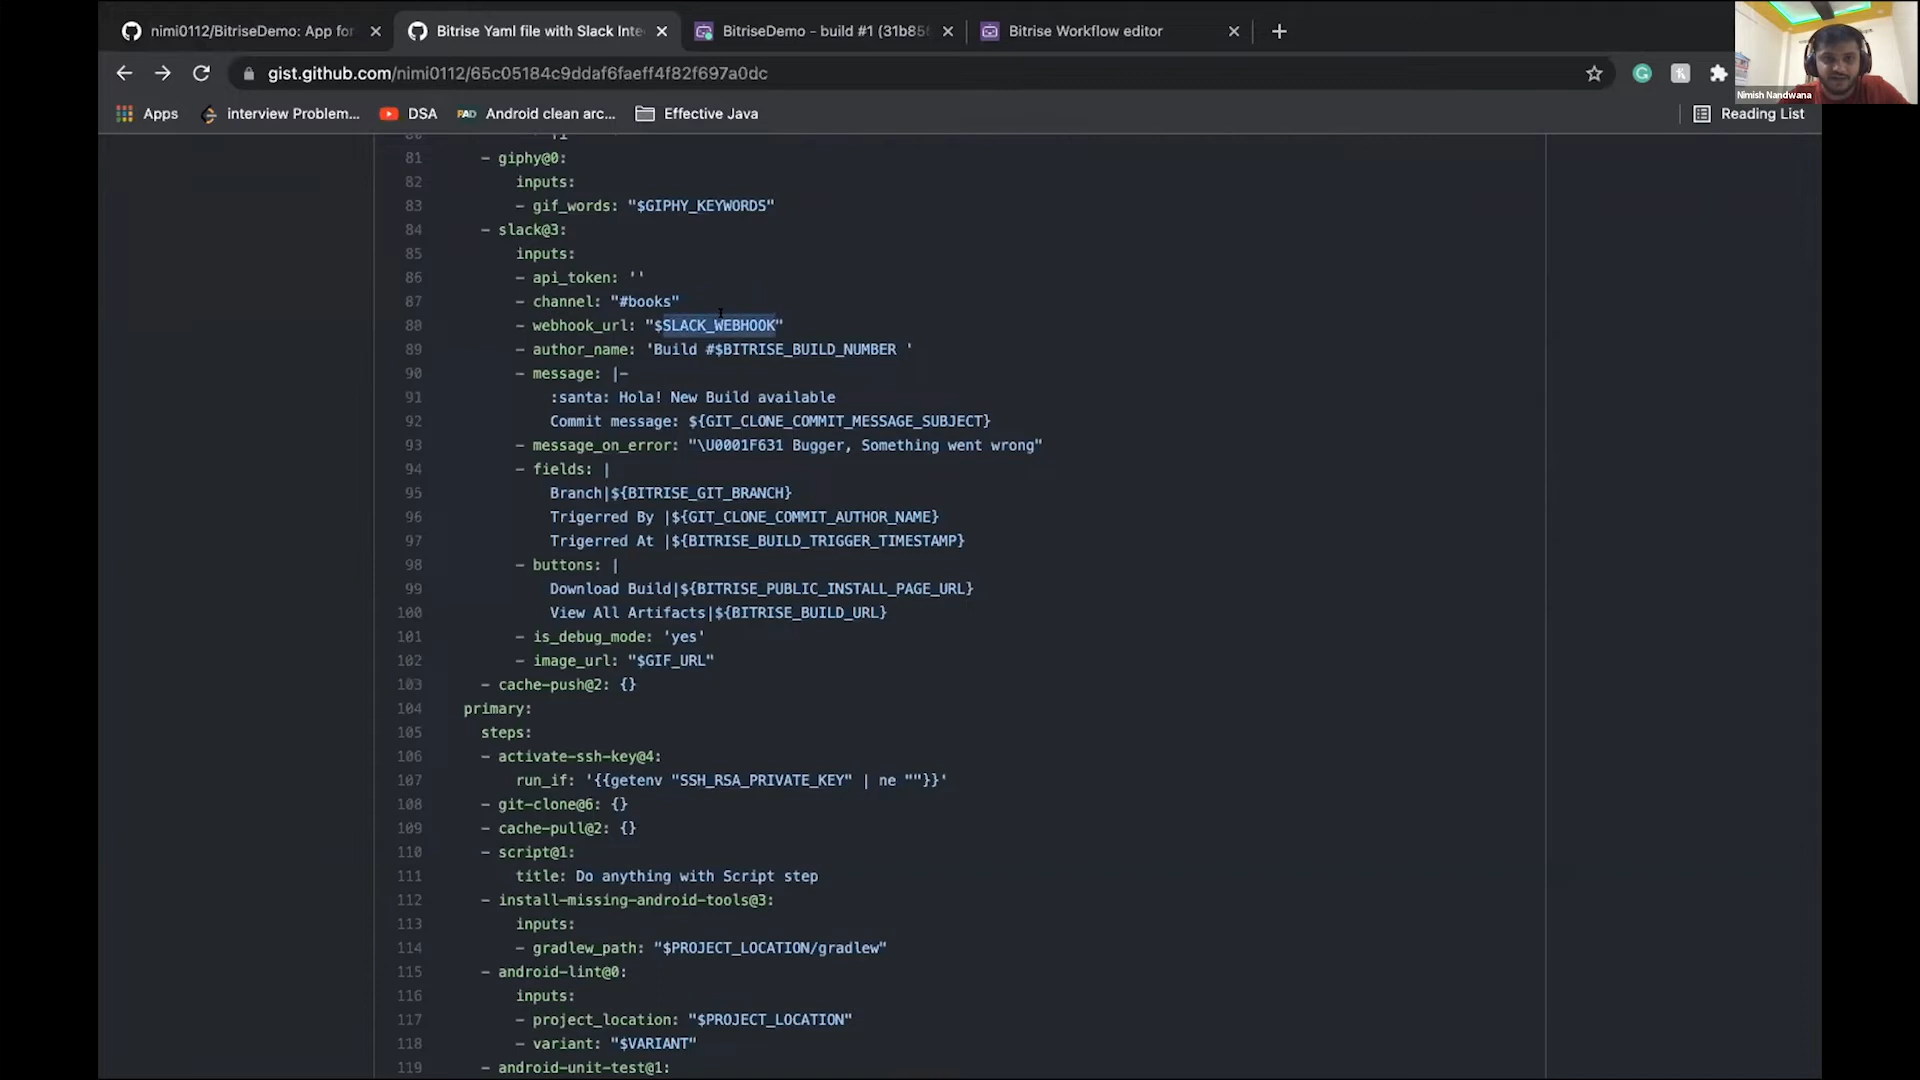 nimi0112/BitriseDemo: App for
Bitrise Yaml file with Slack Inte
BitriseDemo - build #1 (31b85f
Bitrise Workflow editor
gist.github.com/nimi0112/65c05184c9ddaf6faeff4f82f697a0dc
Nimish Nandwana
Apps
interview Problem...
DSA
Android clean arc...
Effective Java
Reading List
80 fi
81 - giphy@0:
82 inputs:
83 - gif_words: "$GIPHY_KEYWORDS"
84 - slack@3:
85 inputs:
86 - api_token: ''
87 - channel: "#books"
88 - webhook_url: "$SLACK_WEBHOOK"
89 - author_name: 'Build #$BITRISE_BUILD_NUMBER '
90 - message: |-
91 :santa: Hola! New Build available
92 Commit message: ${GIT_CLONE_COMMIT_MESSAGE_SUBJECT}
93 - message_on_error: "\U0001F631 Bugger, Something went wrong"
94 - fields: |
95 Branch|${BITRISE_GIT_BRANCH}
96 Trigerred By |${GIT_CLONE_COMMIT_AUTHOR_NAME}
97 Trigerred At |${BITRISE_BUILD_TRIGGER_TIMESTAMP}
98 - buttons: |
99 Download Build|${BITRISE_PUBLIC_INSTALL_PAGE_URL}
100 View All Artifacts|${BITRISE_BUILD_URL}
101 - is_debug_mode: 'yes'
102 - image_url: "$GIF_URL"
103 - cache-push@2: {}
104 primary:
105 steps:
106 - activate-ssh-key@4:
107 run_if: '{{getenv "SSH_RSA_PRIVATE_KEY" | ne ""}}'
108 - git-clone@6: {}
109 - cache-pull@2: {}
110 - script@1:
111 title: Do anything with Script step
112 - install-missing-android-tools@3:
113 inputs:
114 - gradlew_path: "$PROJECT_LOCATION/gradlew"
115 - android-lint@0:
116 inputs:
117 - project_location: "$PROJECT_LOCATION"
118 - variant: "$VARIANT"
119 - android-unit-test@1: